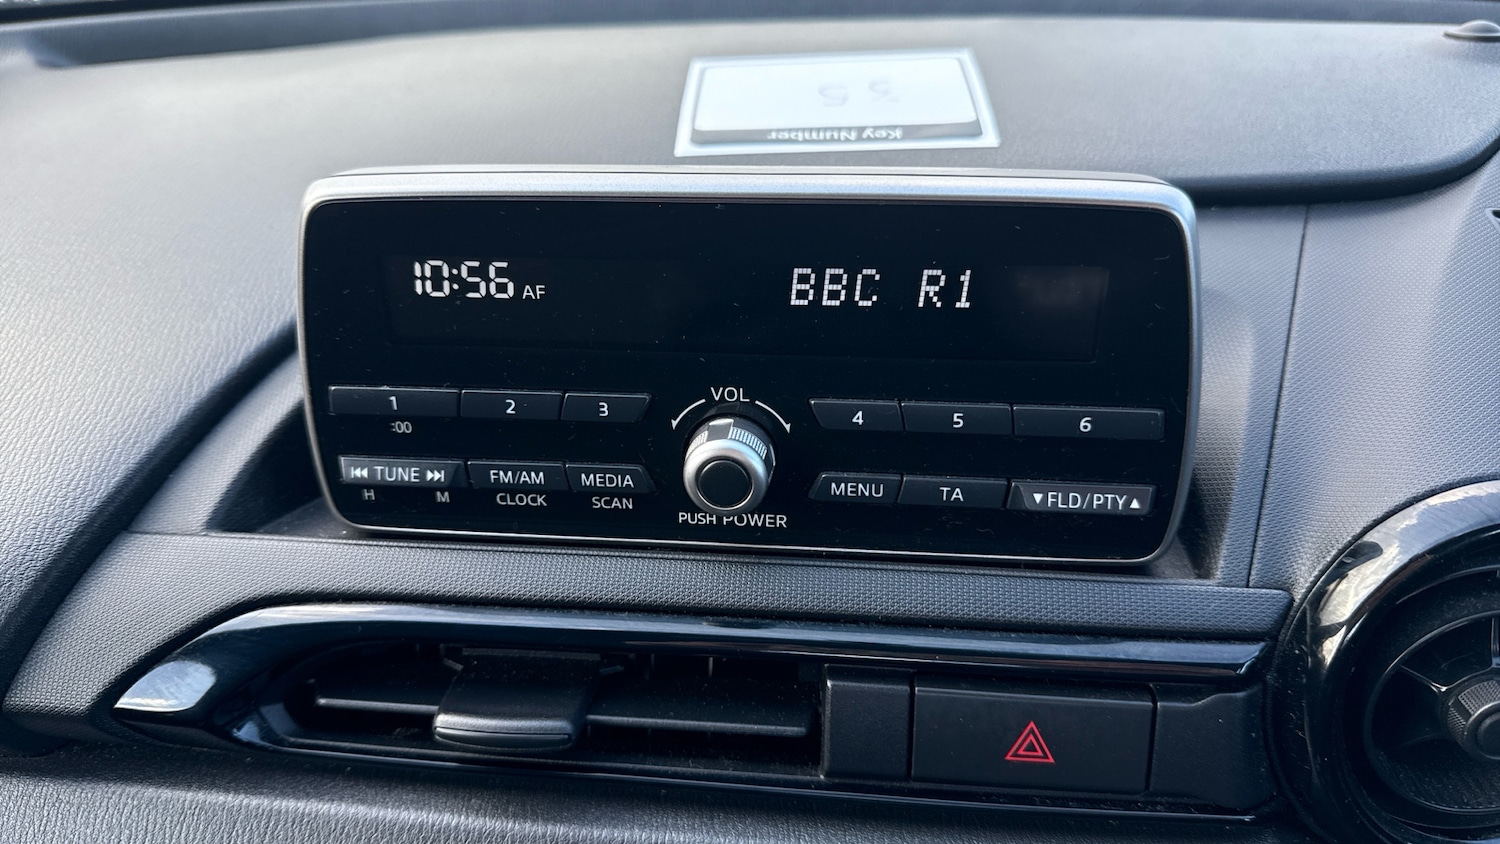 Key Number
10:56 AF BBC R1
VOL
1 2 3 4 5 6
:00
TUNE FM/AM MEDIA MENU TA FLD/PTY
H M CLOCK SCAN
PUSH POWER